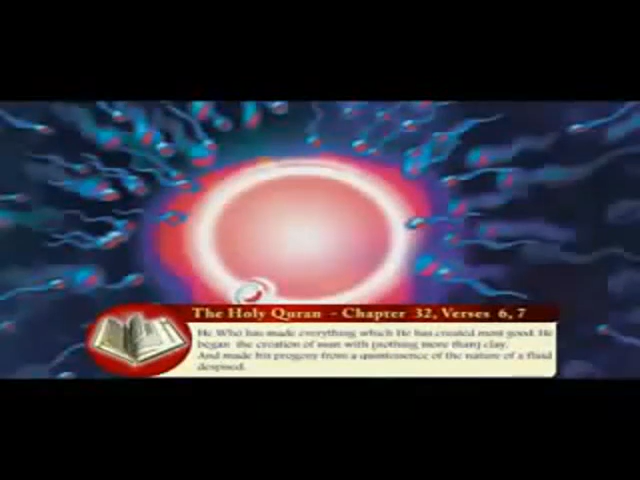 The Holy Quran - Chapter 32, Verses 6, 7
He Who has made everything which He has created most good. He
began the creation of man with [nothing more than] clay.
And made his progeny from a quintessence of the nature of a fluid
despised.